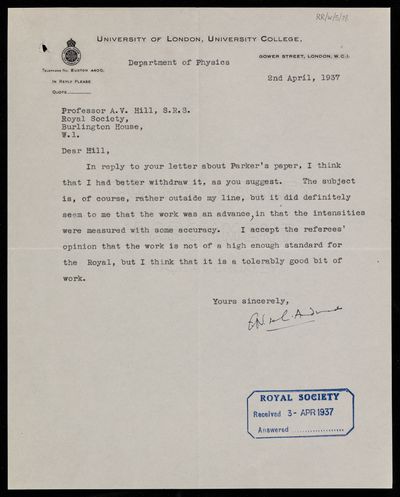 RR/W/5/78
UNIVERSITY OF LONDON, UNIVERSITY COLLEGE,
GOWER STREET, LONDON, W.C.1.
Department of Physics
TELEPHONE NO. EUSTON 4400.
IN REPLY PLEASE
QUOTE
2nd April, 1937
Professor A.V. Hill, S.R.S.
Royal Society,
Burlington House,
W.1.
Dear Hill,
In reply to your letter about Parker's paper, I think
that I had better withdraw it, as you suggest. The subject
is, of course, rather outside my line, but it did definitely
seem to me that the work was an advance, in that the intensities
were measured with some accuracy. I accept the referees'
opinion that the work is not of a high enough standard for
the Royal, but I think that it is a tolerably good bit of
work.
Yours sincerely,
ROYAL SOCIETY
Received 3- APR 1937
Answered